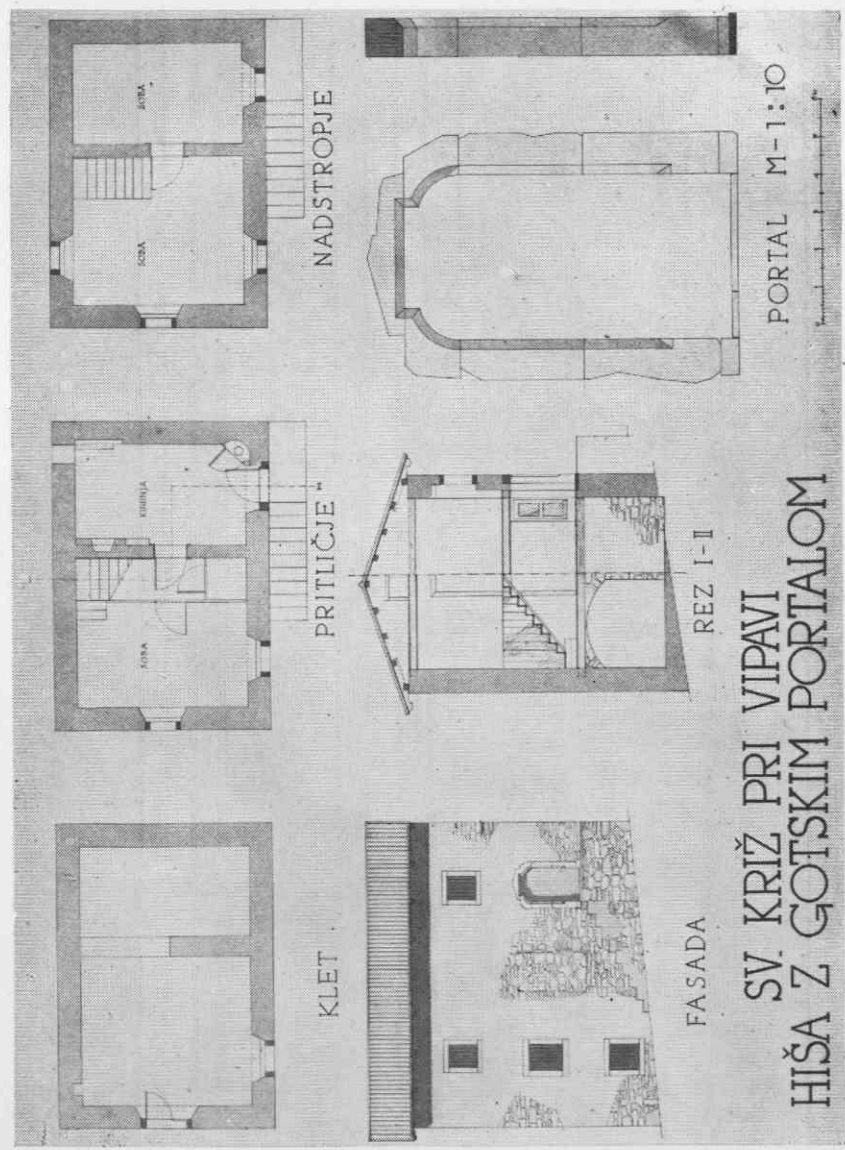 KLET
PRITLIČJE
NADSTROPJE
SOBA
KUHINJA
SOBA
SOBA
FASADA
REZ I-II
PORTAL M-1:10
SV. KRIŽ PRI VIPAVI
HIŠA Z GOTSKIM PORTALOM